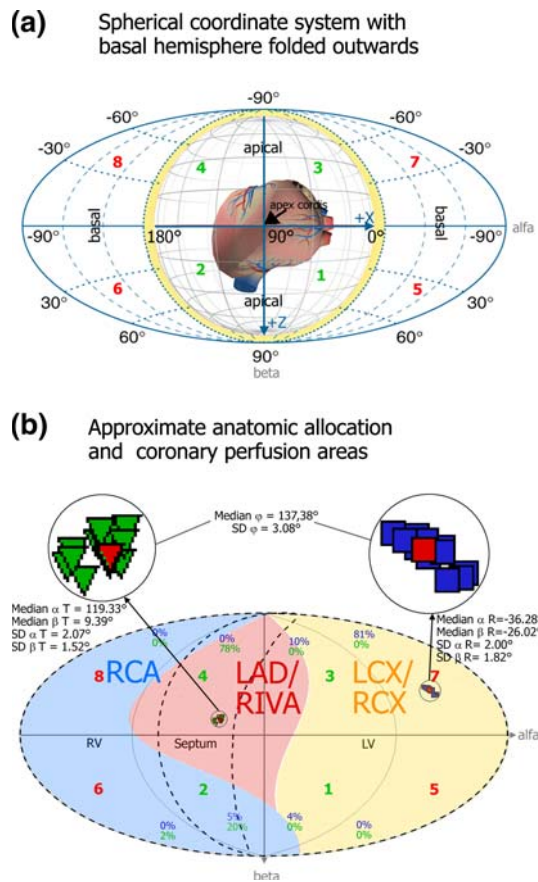 (a)
Spherical coordinate system with
basal hemisphere folded outwards
-90°
-60° -60°
-30° 8 4 apical 3 7 -30°
apex cordis
-90° basal 180° 90° +X 0° basal -90° alfa
30° 6 2 apical 1 5 30°
60° +Z 60°
90°
beta
(b)
Approximate anatomic allocation
and coronary perfusion areas
Median φ = 137,38°
SD φ = 3.08°
Median α T = 119.33°
Median β T = 9.39°
SD α T = 2.07°
SD β T = 1.52°
Median α R=-36.28
Median β R=-26.02°
SD α R= 2.00°
SD β R= 1.82°
0% 0% 10% 81%
0% 78% 0% 0%
8 RCA 4 LAD/ 3 LCX/ 7
RIVA RCX
RV Septum LV alfa
6 2 1 5
0% 5% 4% 0%
2% 20% 0% 0%
beta